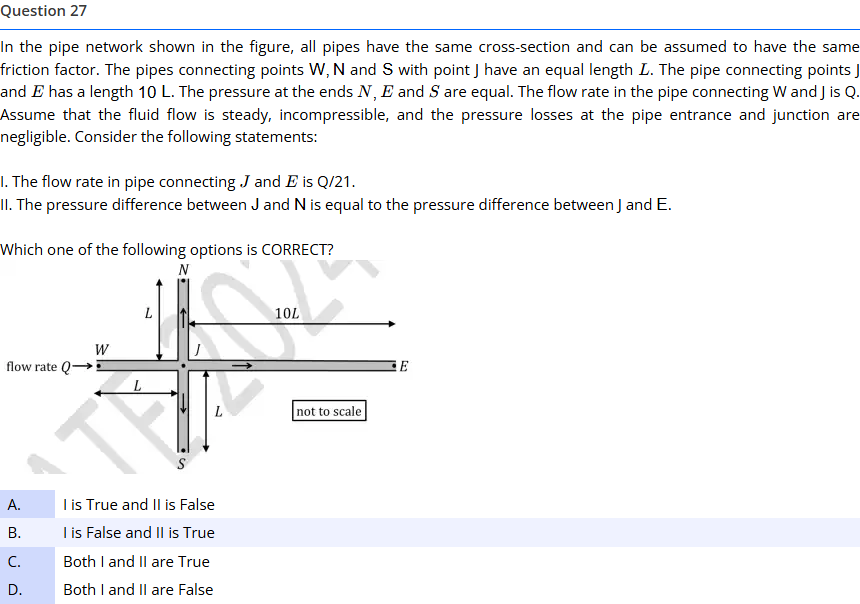 Question 27
In the pipe network shown in the figure, all pipes have the same cross-section and can be assumed to have the same
friction factor. The pipes connecting points W, N and S with point J have an equal length L. The pipe connecting points J
and E has a length 10 L. The pressure at the ends N, E and S are equal. The flow rate in the pipe connecting W and J is Q.
Assume that the fluid flow is steady, incompressible, and the pressure losses at the pipe entrance and junction are
negligible. Consider the following statements:
I. The flow rate in pipe connecting J and E is Q/21.
II. The pressure difference between J and N is equal to the pressure difference between J and E.
Which one of the following options is CORRECT?
N
L
10L
W
J
flow rate Q
E
L
L
not to scale
S
ATE 2024
A. I is True and II is False
B. I is False and II is True
C. Both I and II are True
D. Both I and II are False